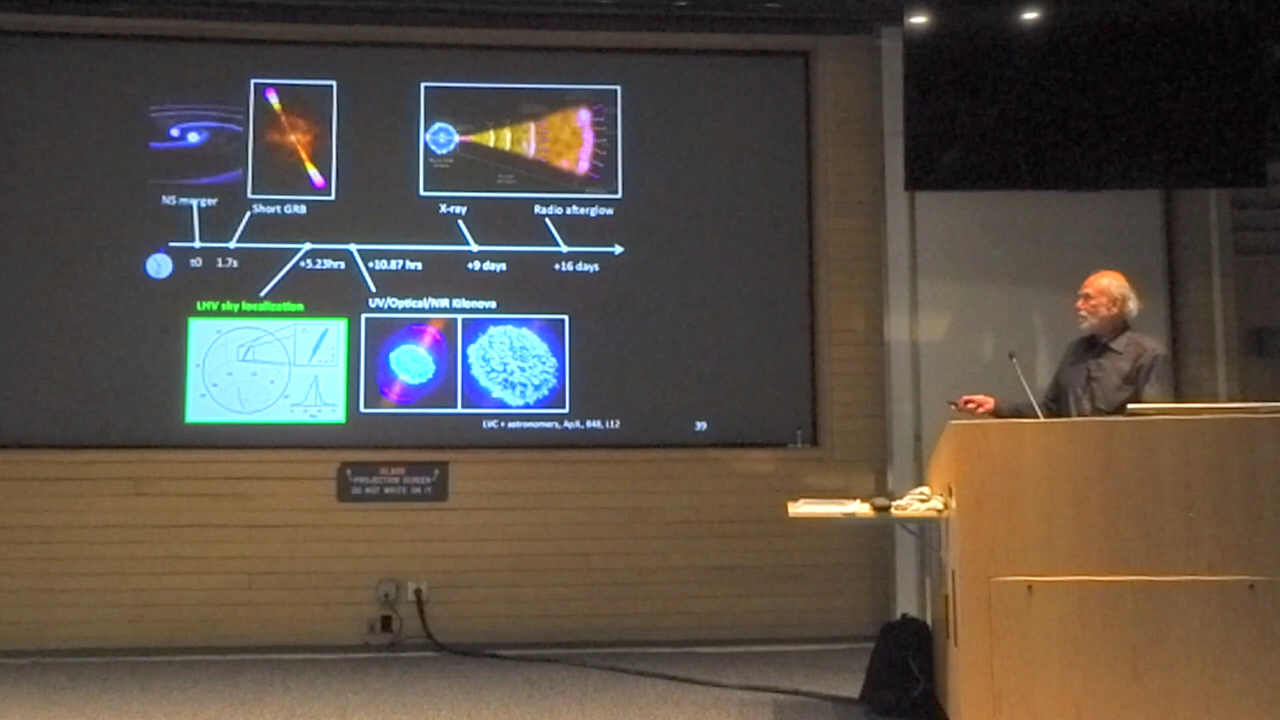 NS merger
Short GRB
X-ray
Radio afterglow
t0
1.7s
+5.23hrs
+10.87 hrs
+9 days
+16 days
LHV sky localization
UV/Optical/NIR Kilonova
LVC + astronomers, ApJL, 848, L12
39
GLASS
PROJECTION SCREEN
DO NOT WRITE ON IT